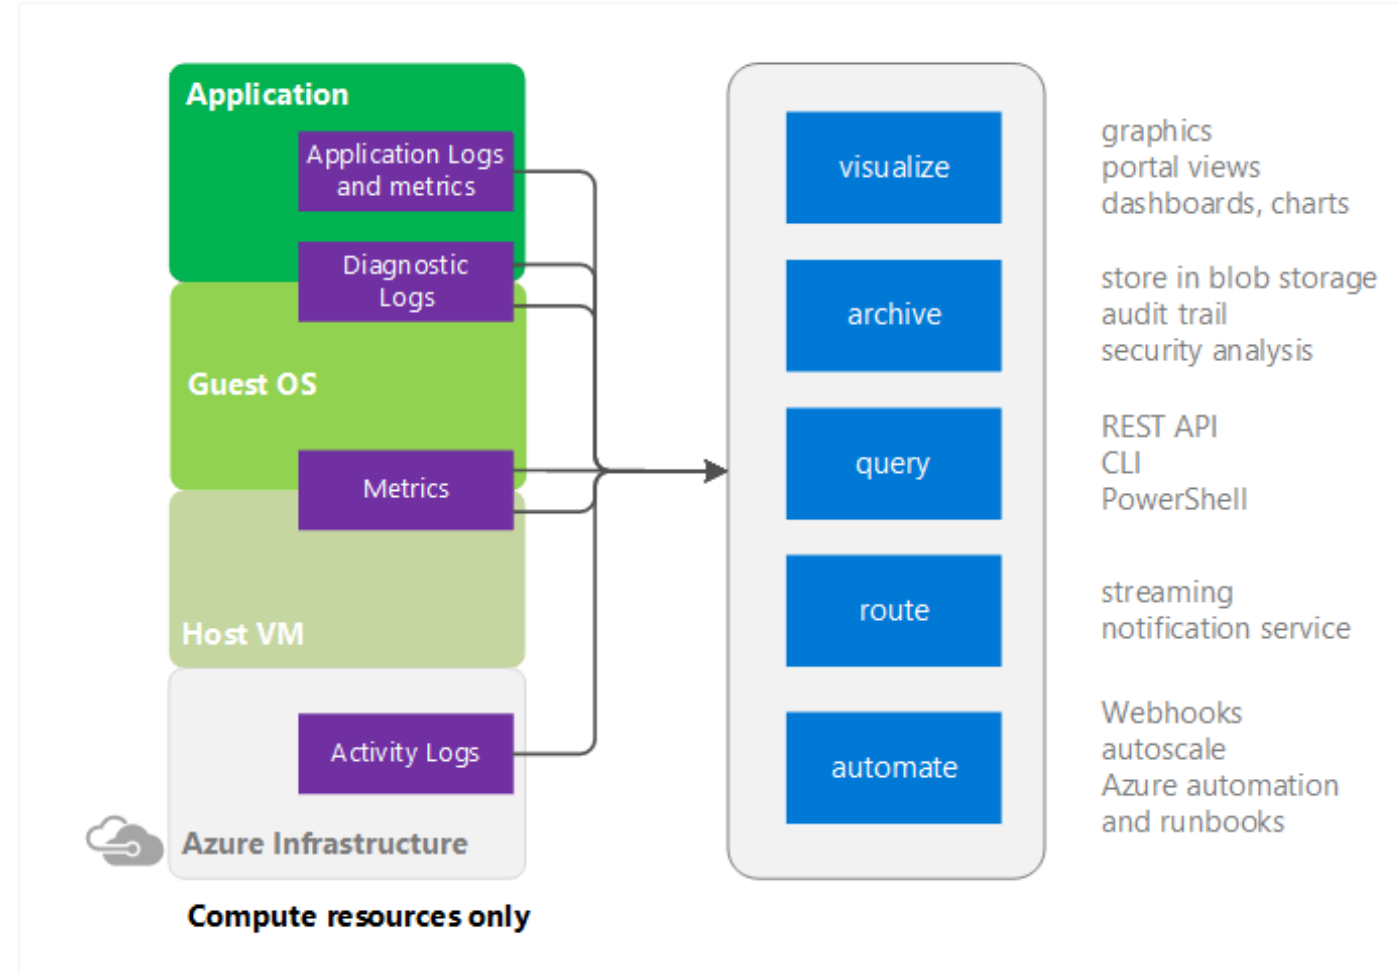 Application
Application Logs
and metrics
Diagnostic
Logs
Guest OS
Metrics
Host VM
Activity Logs
Azure Infrastructure
Compute resources only
visualize
graphics
portal views
dashboards, charts
archive
store in blob storage
audit trail
security analysis
query
REST API
CLI
PowerShell
route
streaming
notification service
automate
Webhooks
autoscale
Azure automation
and runbooks